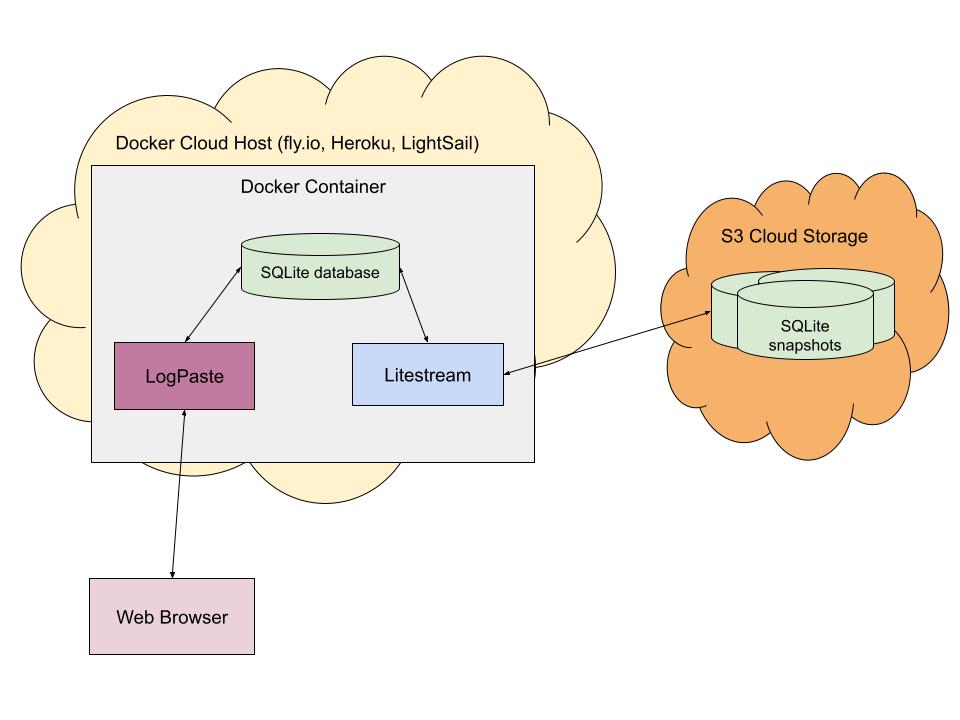 Docker Cloud Host (fly.io, Heroku, LightSail)
Docker Container
SQLite database
LogPaste
Litestream
Web Browser
S3 Cloud Storage
SQLite
snapshots